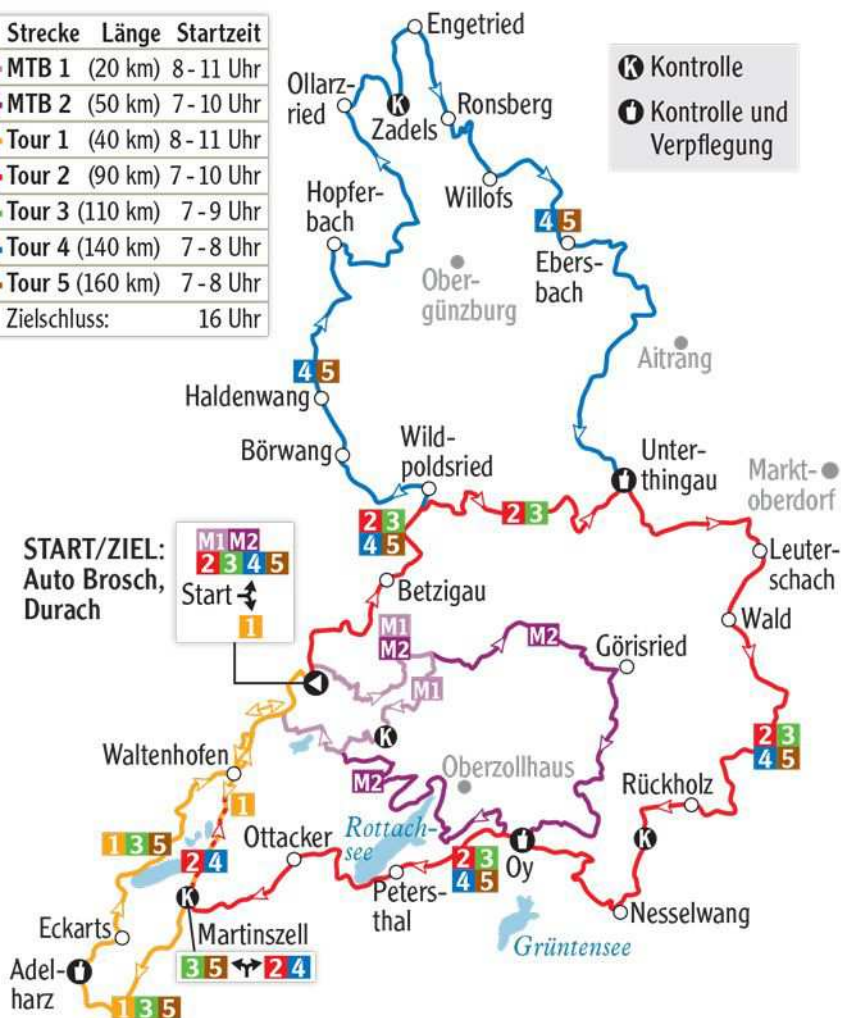 Strecke Länge Startzeit
MTB 1 (20 km) 8 - 11 Uhr
MTB 2 (50 km) 7 - 10 Uhr
Tour 1 (40 km) 8 - 11 Uhr
Tour 2 (90 km) 7 - 10 Uhr
Tour 3 (110 km) 7 - 9 Uhr
Tour 4 (140 km) 7 - 8 Uhr
Tour 5 (160 km) 7 - 8 Uhr
Zielschluss: 16 Uhr
K Kontrolle
Kontrolle und
Verpflegung
Engetried
Ollarz-
ried
K
Zadels
Ronsberg
Willofs
Hopfer-
bach
4 5
Ebers-
bach
Ober-
günzburg
Aitrang
4 5
Haldenwang
Börwang
Wild-
poldsried
Unter-
thingau
Markt-
oberdorf
2 3
4 5
2 3
Leuter-
schach
START/ZIEL:
Auto Brosch,
Durach
M1 M2
2 3 4 5
Start
1
Betzigau
Wald
M1
M2
M2
Görisried
M1
K
2 3
4 5
Waltenhofen
M2
Oberzollhaus
Rückholz
1
1 3 5
2 4
Ottacker
Rottach-
see
2 3
4 5
Oy
K
Peters-
thal
Nesselwang
K
Martinszell
Grüntensee
Eckarts
3 5 2 4
Adel-
harz
1 3 5